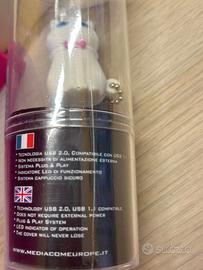 • Tecnologia USB 2.0, Compatibile con USB 1
• Non necessita di alimentazione esterna
• Sistema Plus & Play
• Indicatore Led di funzionamento
• Sistema cappuccio sicuro
• Technology USB 2.0, USB 1.1 compatible,
• Does not require external power
• Plug & Play System
• LED indicator of operation
• The cover will never lose
www.mediacomeurope.it
Subito